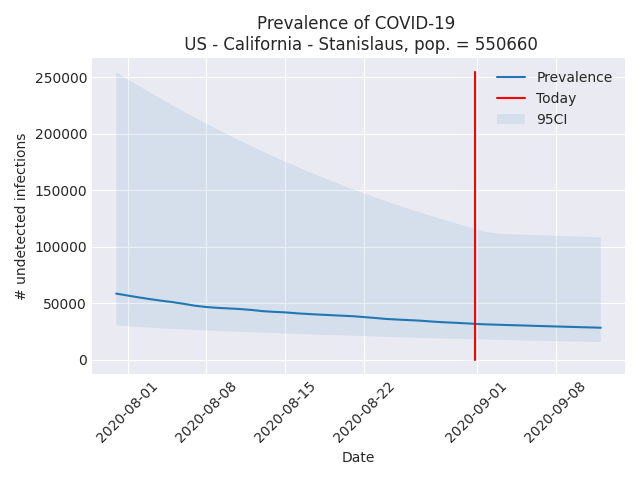 Prevalence of COVID-19
US - California - Stanislaus, pop. = 550660
Prevalence
Today
95CI
# undetected infections
250000
200000
150000
100000
50000
0
2020-08-01
2020-08-08
2020-08-15
2020-08-22
2020-09-01
2020-09-08
Date